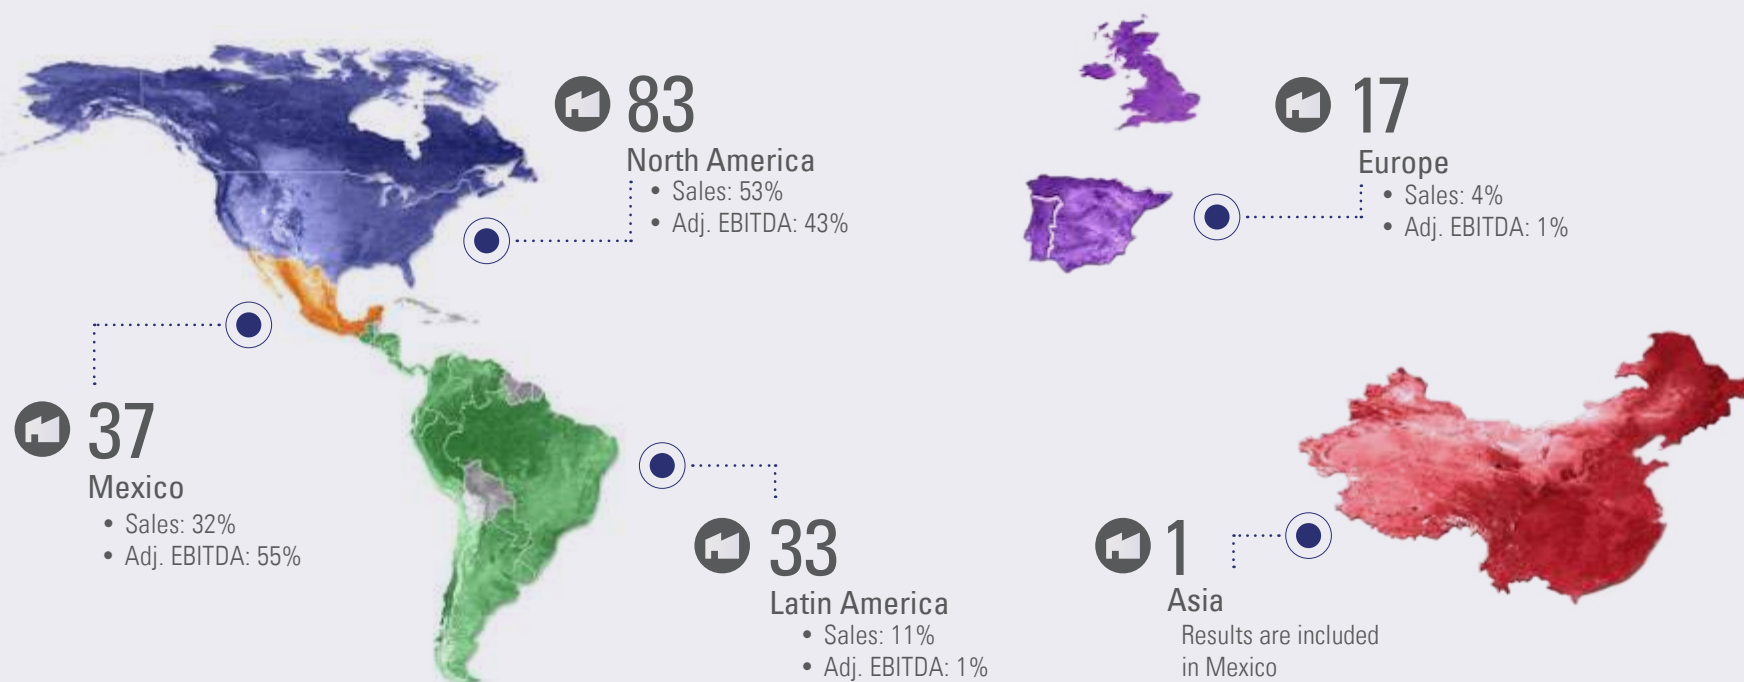 83
North America
• Sales: 53%
• Adj. EBITDA: 43%
17
Europe
• Sales: 4%
• Adj. EBITDA: 1%
37
Mexico
• Sales: 32%
• Adj. EBITDA: 55%
33
Latin America
• Sales: 11%
• Adj. EBITDA: 1%
1
Asia
Results are included
in Mexico